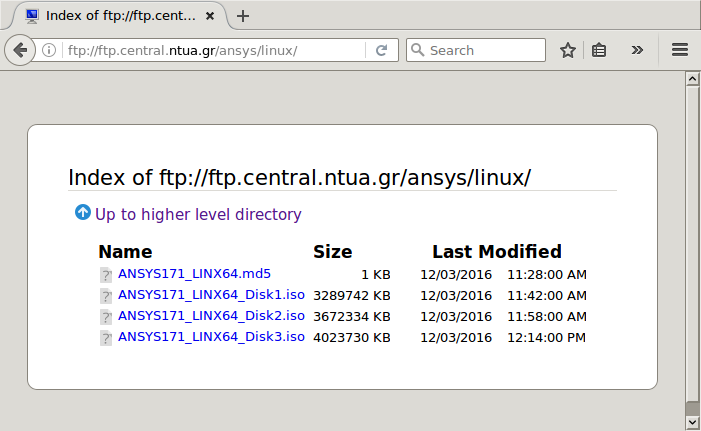 Index of ftp://ftp.cent...
ftp://ftp.central.ntua.gr/ansys/linux/
Search
Index of ftp://ftp.central.ntua.gr/ansys/linux/
Up to higher level directory
Name Size Last Modified
ANSYS171_LINX64.md5 1 KB 12/03/2016 11:28:00 AM
ANSYS171_LINX64_Disk1.iso 3289742 KB 12/03/2016 11:42:00 AM
ANSYS171_LINX64_Disk2.iso 3672334 KB 12/03/2016 11:58:00 AM
ANSYS171_LINX64_Disk3.iso 4023730 KB 12/03/2016 12:14:00 PM